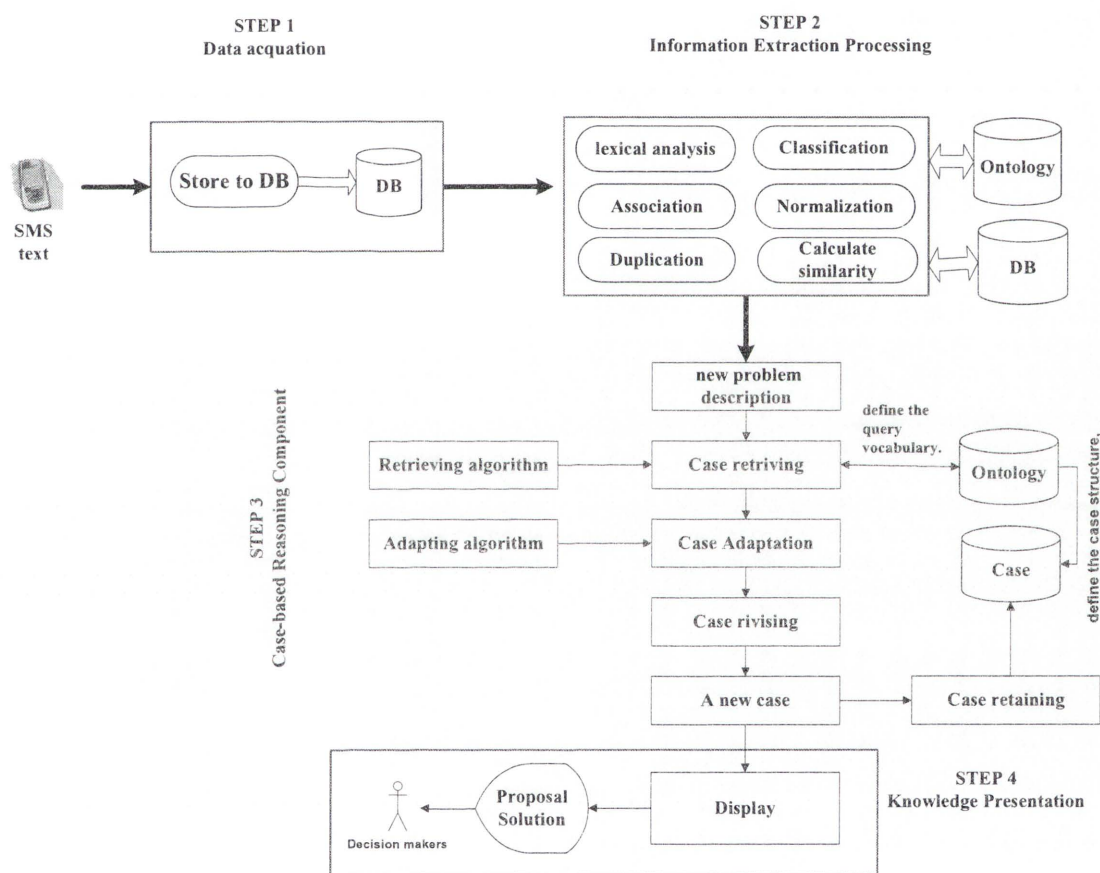 STEP 1
Data acquation
STEP 2
Information Extraction Processing
SMS
text
Store to DB
DB
lexical analysis
Classification
Association
Normalization
Duplication
Calculate
similarity
Ontology
DB
STEP 3
Case-based Reasoning Component
new problem
description
Retrieving algorithm
Case retriving
define the
query
vocabulary.
Ontology
define the case structure,
Adapting algorithm
Case Adaptation
Case
Case rivising
A new case
Case retaining
STEP 4
Knowledge Presentation
Display
Proposal
Solution
Decision makers